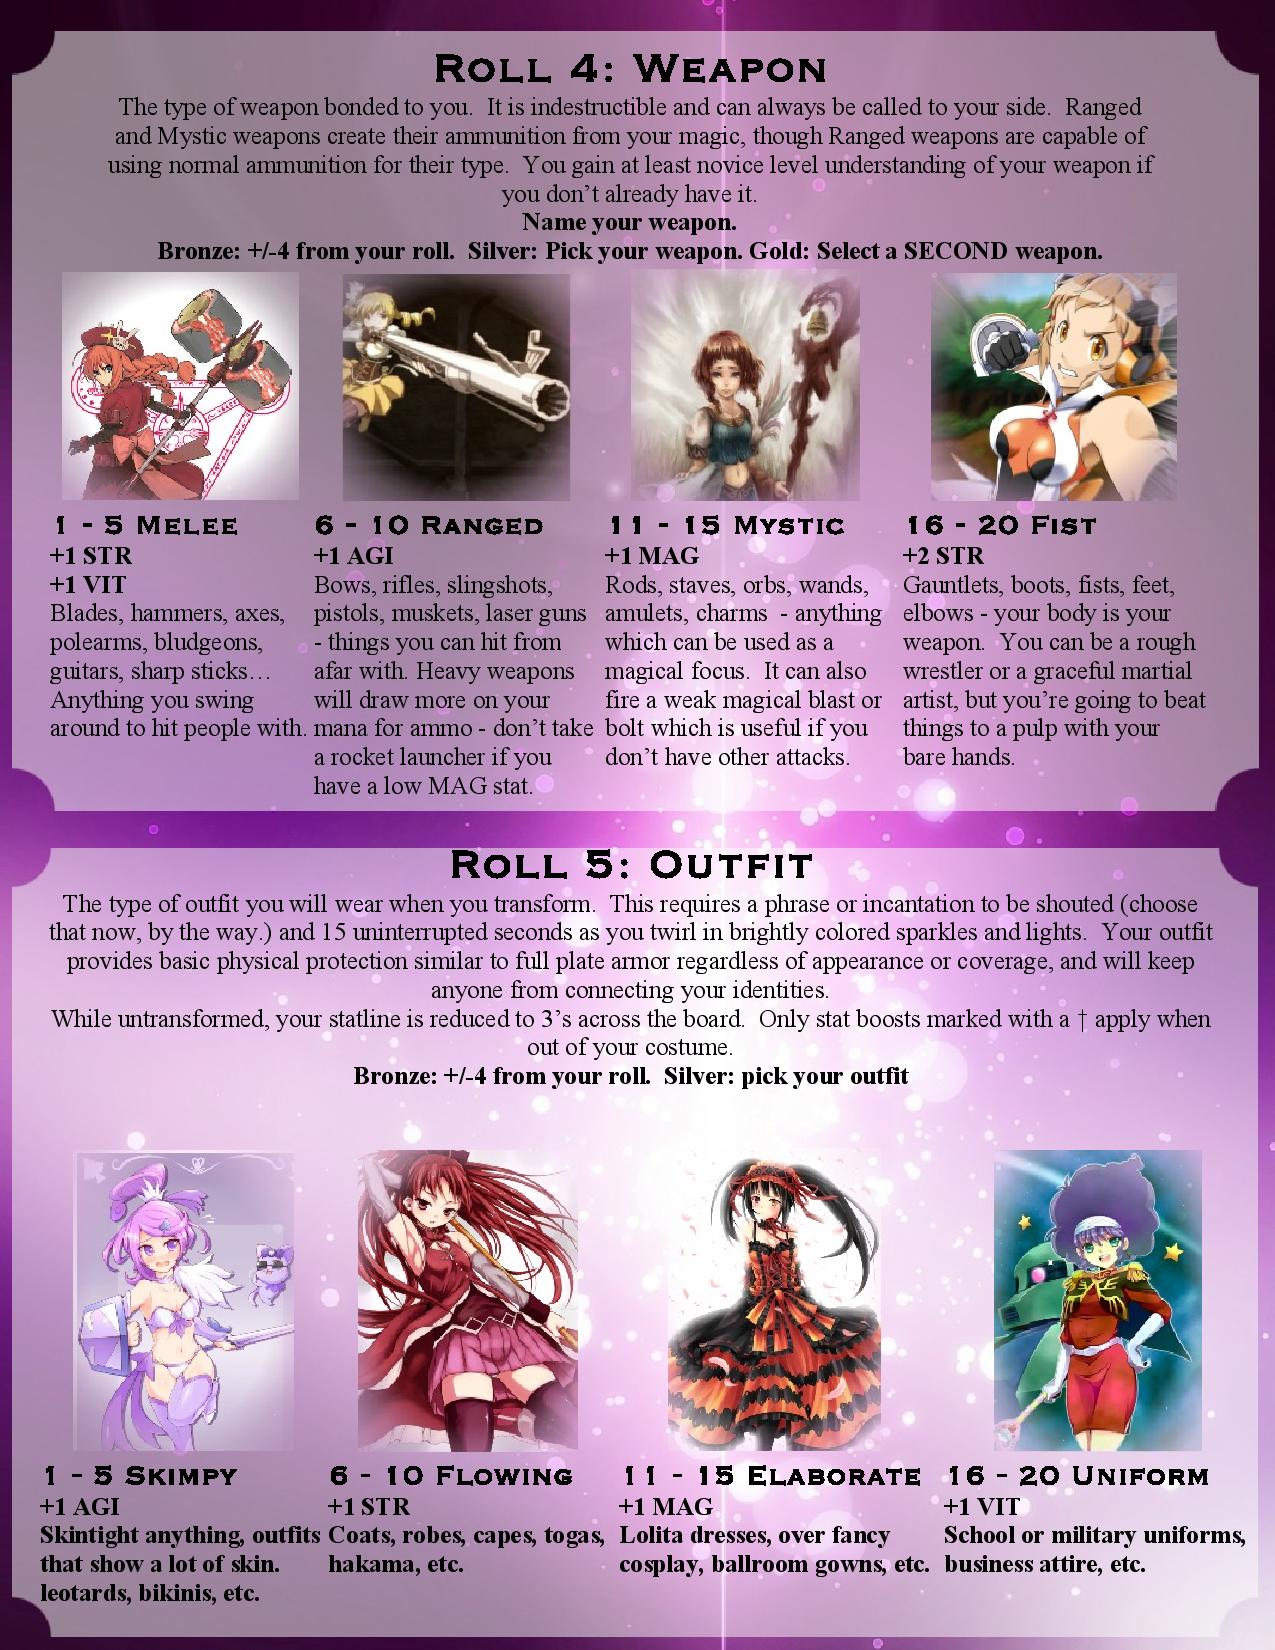 Roll 4: Weapon
The type of weapon bonded to you. It is indestructible and can always be called to your side. Ranged
and Mystic weapons create their ammunition from your magic, though Ranged weapons are capable of
using normal ammunition for their type. You gain at least novice level understanding of your weapon if
you don't already have it.
Name your weapon.
Bronze: +/-4 from your roll. Silver: Pick your weapon. Gold: Select a SECOND weapon.
1 - 5 Melee
+1 STR
+1 VIT
Blades, hammers, axes,
polearms, bludgeons,
guitars, sharp sticks…
Anything you swing
around to hit people with.
6 - 10 Ranged
+1 AGI
Bows, rifles, slingshots,
pistols, muskets, laser guns
- things you can hit from
afar with. Heavy weapons
will draw more on your
mana for ammo - don't take
a rocket launcher if you
have a low MAG stat.
11 - 15 Mystic
+1 MAG
Rods, staves, orbs, wands,
amulets, charms - anything
which can be used as a
magical focus. It can also
fire a weak magical blast or
bolt which is useful if you
don't have other attacks.
16 - 20 Fist
+2 STR
Gauntlets, boots, fists, feet,
elbows - your body is your
weapon. You can be a rough
wrestler or a graceful martial
artist, but you're going to beat
things to a pulp with your
bare hands.
Roll 5: Outfit
The type of outfit you will wear when you transform. This requires a phrase or incantation to be shouted (choose
that now, by the way.) and 15 uninterrupted seconds as you twirl in brightly colored sparkles and lights. Your outfit
provides basic physical protection similar to full plate armor regardless of appearance or coverage, and will keep
anyone from connecting your identities.
While untransformed, your statline is reduced to 3's across the board. Only stat boosts marked with a † apply when
out of your costume.
Bronze: +/-4 from your roll. Silver: pick your outfit
1 - 5 Skimpy
+1 AGI
Skintight anything, outfits
that show a lot of skin.
leotards, bikinis, etc.
6 - 10 Flowing
+1 STR
Coats, robes, capes, togas,
hakama, etc.
11 - 15 Elaborate
+1 MAG
Lolita dresses, over fancy
cosplay, ballroom gowns, etc.
16 - 20 Uniform
+1 VIT
School or military uniforms,
business attire, etc.